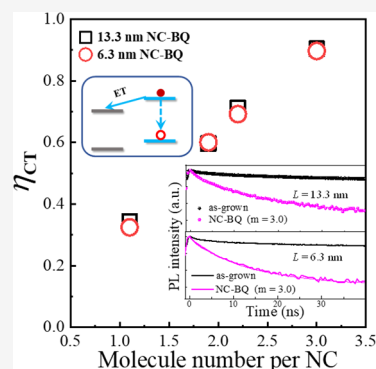 1.0
0.8
0.6
0.4
0.2
0.0
η_CT
13.3 nm NC-BQ
6.3 nm NC-BQ
ET
PL intensity (a.u.)
L = 13.3 nm
as-grown
NC-BQ (m = 3.0)
L = 6.3 nm
as-grown
NC-BQ (m = 3.0)
0 10 20 30
Time (ns)
0.5 1.0 1.5 2.0 2.5 3.0 3.5
Molecule number per NC